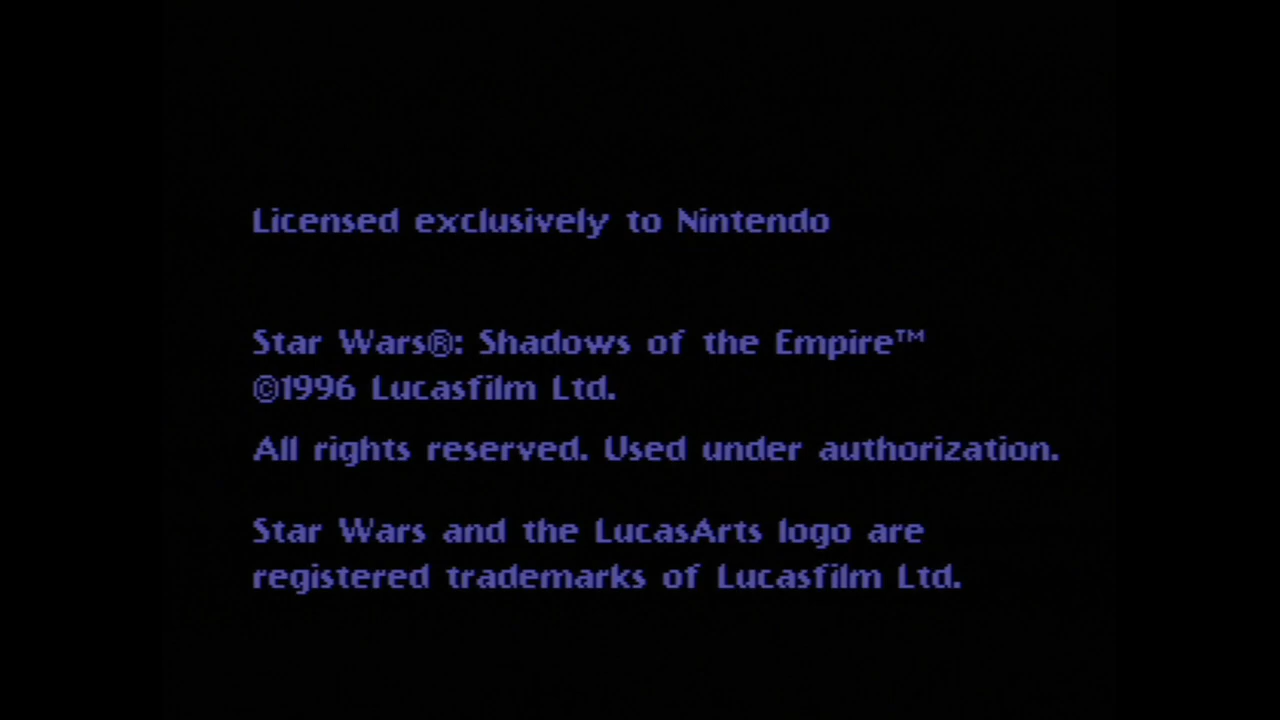 Licensed exclusively to Nintendo
Star Wars®: Shadows of the Empire™
©1996 Lucasfilm Ltd.
All rights reserved. Used under authorization.
Star Wars and the LucasArts logo are
registered trademarks of Lucasfilm Ltd.